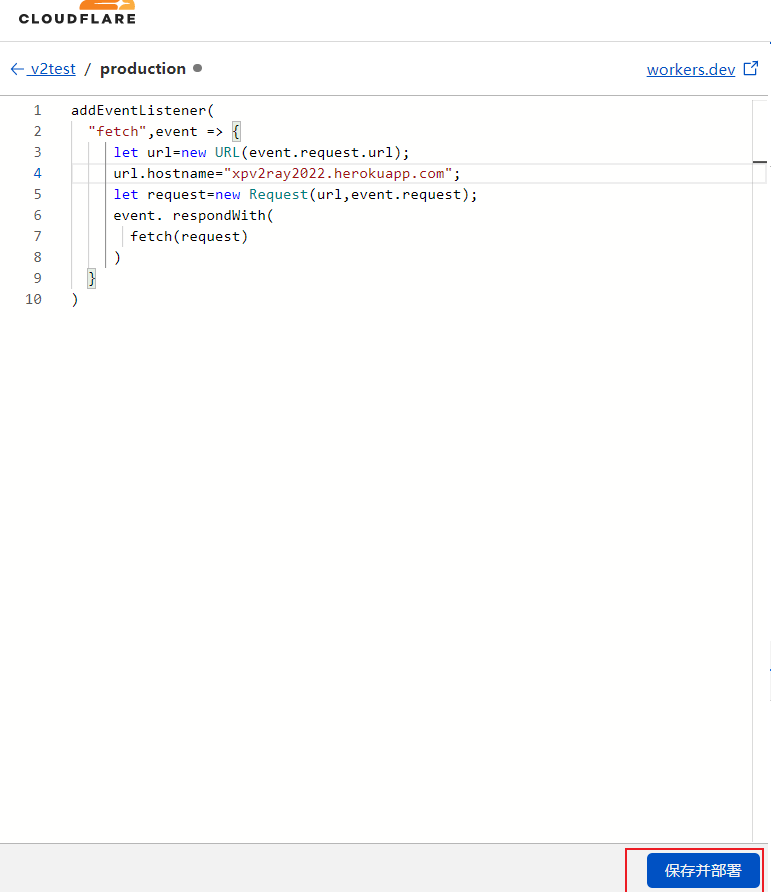 CLOUDFLARE
← v2test / production
workers.dev
1 addEventListener(
2 "fetch",event => {
3 let url=new URL(event.request.url);
4 url.hostname="xpv2ray2022.herokuapp.com";
5 let request=new Request(url,event.request);
6 event. respondWith(
7 fetch(request)
8 )
9 }
10 )
保存并部署